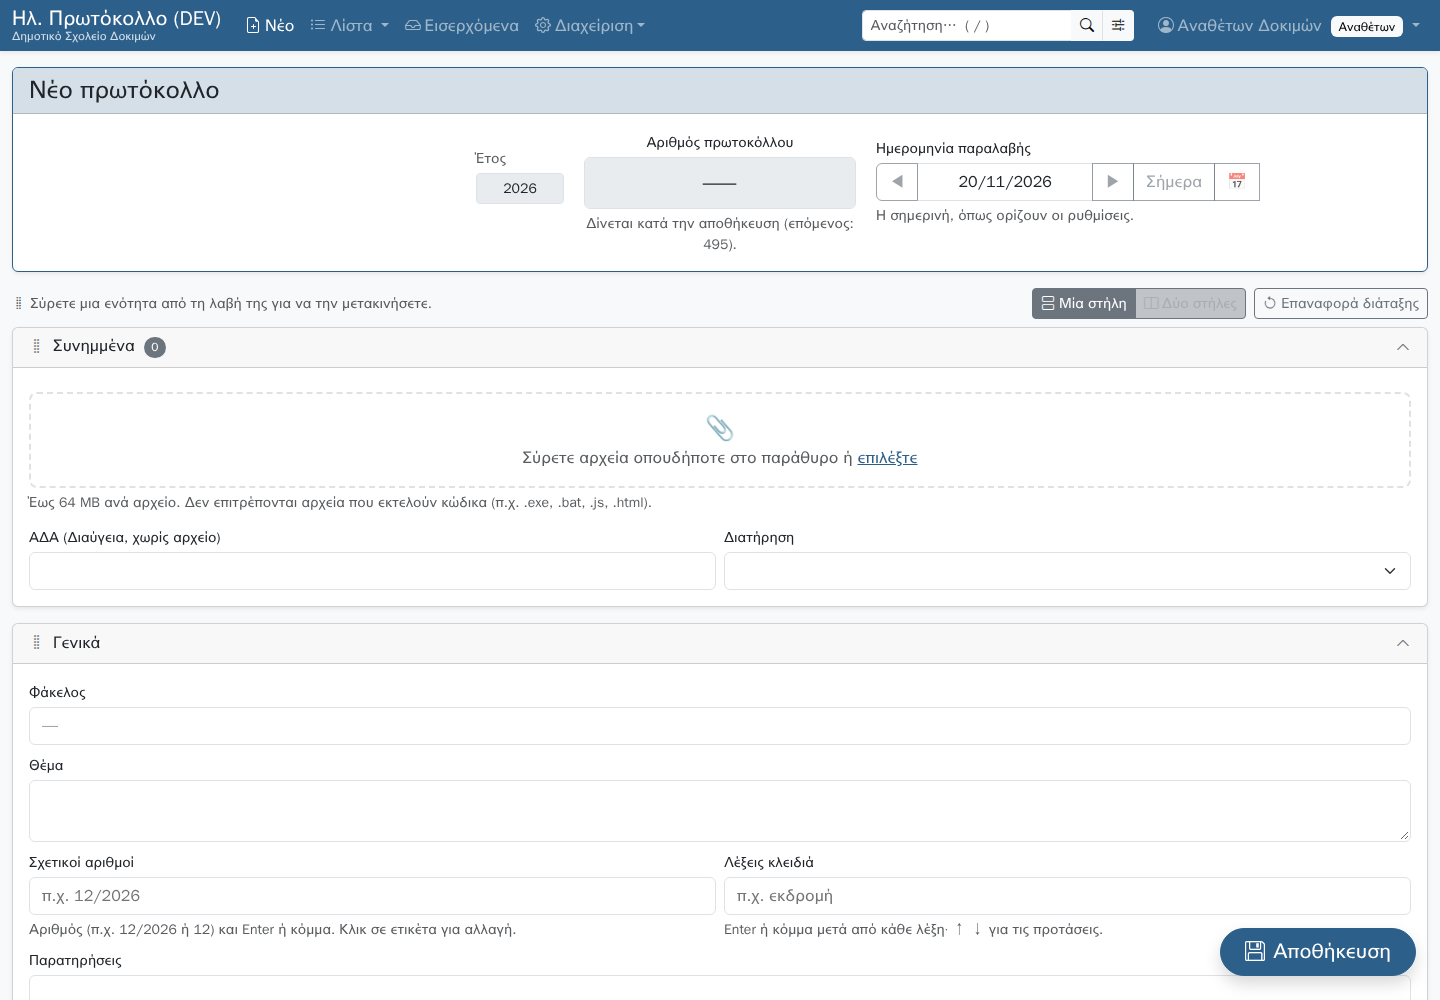 Ηλ. Πρωτόκολλο (DEV)
Δημοτικό Σχολείο Δοκιμών
Νέο
Λίστα
Εισερχόμενα
Διαχείριση
Αναζήτηση… ( / )
Αναθέτων Δοκιμών Αναθέτων
Νέο πρωτόκολλο
Έτος
2026
Αριθμός πρωτοκόλλου
—
Δίνεται κατά την αποθήκευση (επόμενος: 495).
Ημερομηνία παραλαβής
20/11/2026
Σήμερα
Η σημερινή, όπως ορίζουν οι ρυθμίσεις.
Σύρετε μια ενότητα από τη λαβή της για να την μετακινήσετε.
Μία στήλη
Δύο στήλες
Επαναφορά διάταξης
Συνημμένα 0
Σύρετε αρχεία οπουδήποτε στο παράθυρο ή επιλέξτε
Έως 64 MB ανά αρχείο. Δεν επιτρέπονται αρχεία που εκτελούν κώδικα (π.χ. .exe, .bat, .js, .html).
ΑΔΑ (Διαύγεια, χωρίς αρχείο)
Διατήρηση
Γενικά
Φάκελος
—
Θέμα
Σχετικοί αριθμοί
π.χ. 12/2026
Αριθμός (π.χ. 12/2026 ή 12) και Enter ή κόμμα. Κλικ σε ετικέτα για αλλαγή.
Λέξεις κλειδιά
π.χ. εκδρομή
Enter ή κόμμα μετά από κάθε λέξη· ↑ ↓ για τις προτάσεις.
Παρατηρήσεις
Αποθήκευση